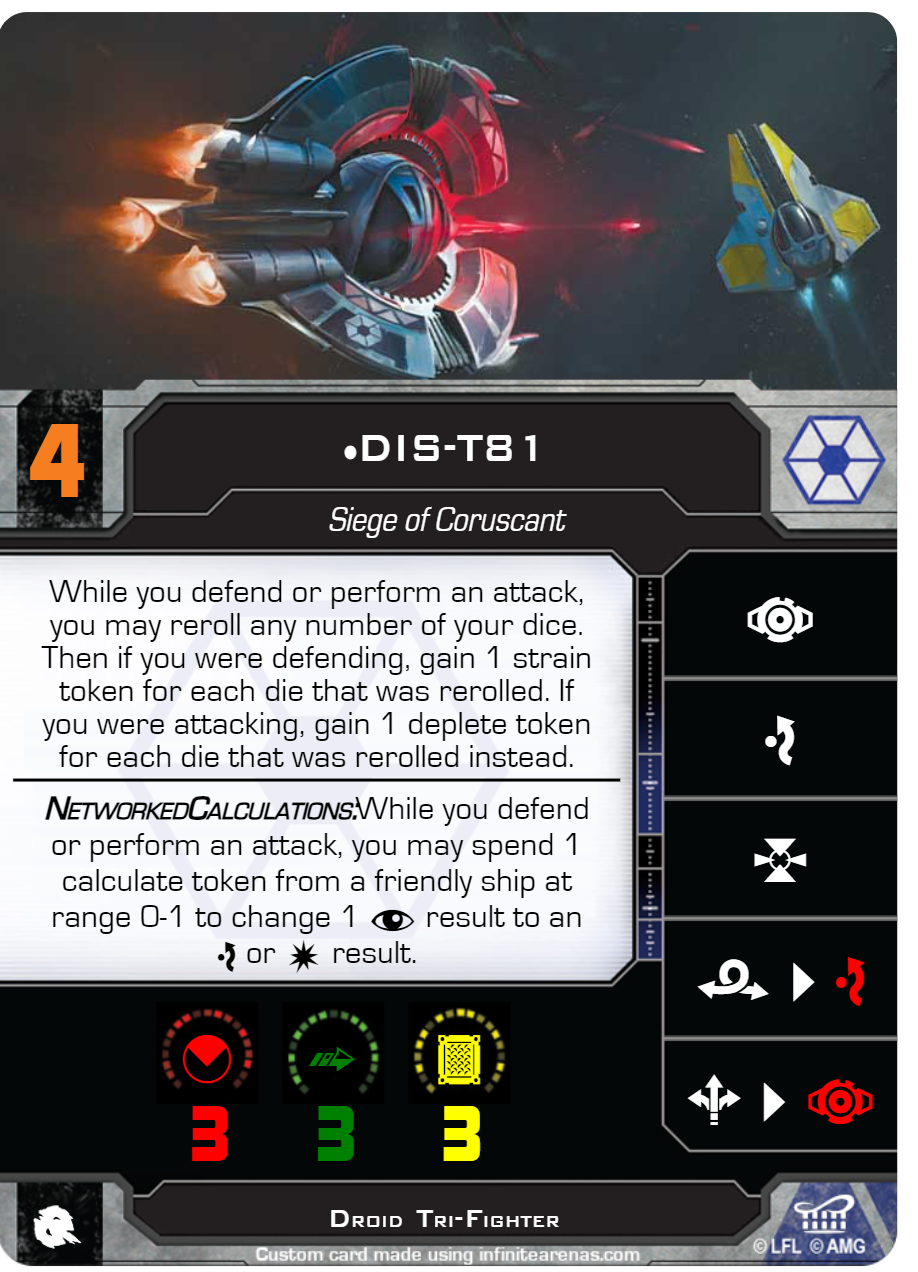 4
•DIS-T81
Siege of Coruscant
While you defend or perform an attack,
you may reroll any number of your dice.
Then if you were defending, gain 1 strain
token for each die that was rerolled. If
you were attacking, gain 1 deplete token
for each die that was rerolled instead.
NETWORKEDCALCULATIONS:While you defend
or perform an attack, you may spend 1
calculate token from a friendly ship at
range 0-1 to change 1 result to an
or result.
3 3 3
DROID TRI-FIGHTER
© LFL © AMG
Custom card made using infinitearenas.com